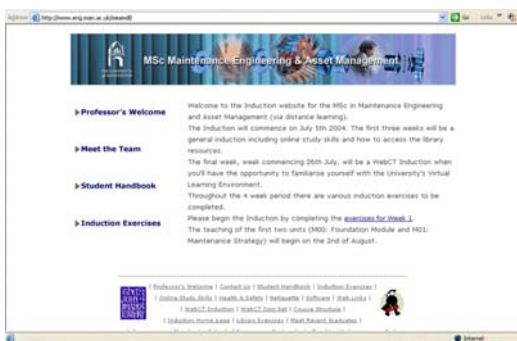 Address http://www.eng.man.ac.uk/meandil/
Go
Links
MSc Maintenance Engineering & Asset Management
Professor's Welcome
Meet the Team
Student Handbook
Induction Exercises
Welcome to the Induction website for the MSc in Maintenance Engineering
and Asset Management (via distance learning).
The Induction will commence on July 5th 2004. The first three weeks will be a
general induction including online study skills and how to access the library
resources.
The final week, week commencing 26th July, will be a WebCT Induction when
you'll have the opportunity to familiarise yourself with the University's Virtual
Learning Environment.
Throughout the 4 week period there are various induction exercises to be
completed.
Please begin the Induction by completing the exercises for Week 1.
The teaching of the first two units (M00: Foundation Module and M01:
Maintenance Strategy) will begin on the 2nd of August.
| Professor's Welcome | Contact Us | Student Handbook | Induction Exercises |
| Online Study Skills | Health & Safety | Netiquette | Software | Web Links |
| WebCT Induction | WebCT Som Sat | Course Structure |
| Induction Home page | Library Exercises | Meet Recent Graduates |
Internet